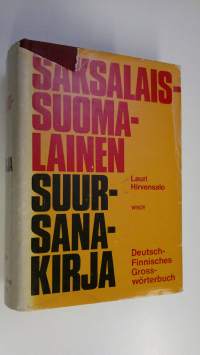 SAKSALAIS-
SUOMA-
LAINEN
SUUR-
SANA-
KIRJA
Lauri
Hirvensalo
WSOY
Deutsch-
Finnisches
Gross-
wörterbuch